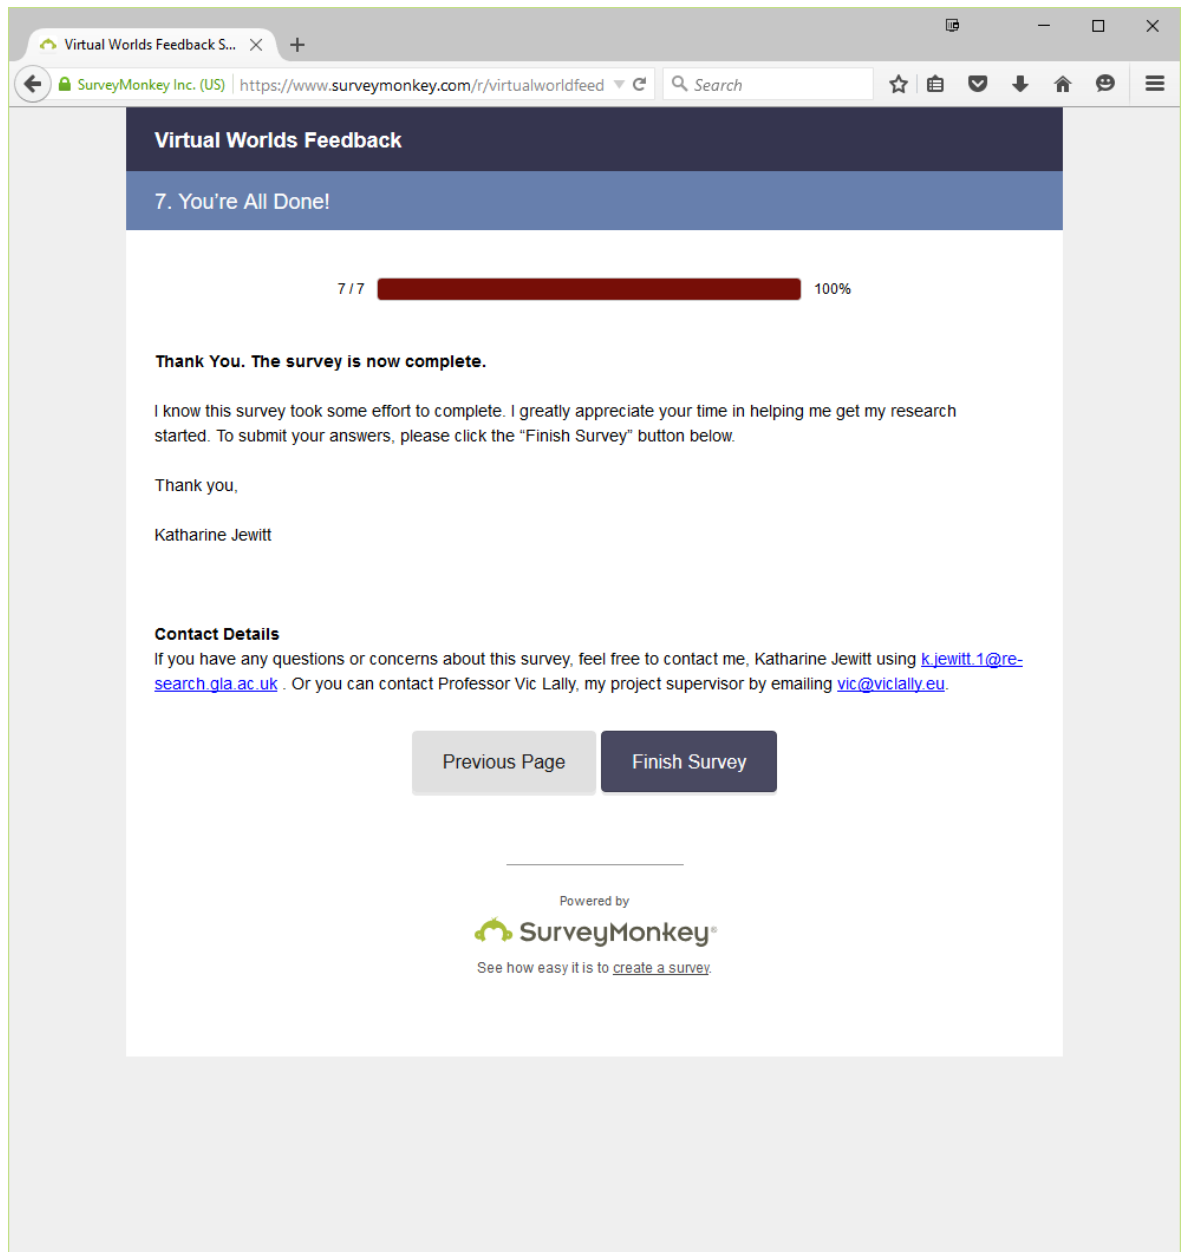 Virtual Worlds Feedback S...
SurveyMonkey Inc. (US) https://www.surveymonkey.com/r/virtualworldfeed Search
Virtual Worlds Feedback
7. You're All Done!
7 / 7 100%
Thank You. The survey is now complete.
I know this survey took some effort to complete. I greatly appreciate your time in helping me get my research
started. To submit your answers, please click the “Finish Survey” button below.
Thank you,
Katharine Jewitt
Contact Details
If you have any questions or concerns about this survey, feel free to contact me, Katharine Jewitt using k.jewitt.1@re-
search.gla.ac.uk . Or you can contact Professor Vic Lally, my project supervisor by emailing vic@viclally.eu.
Previous Page Finish Survey
Powered by
SurveyMonkey®
See how easy it is to create a survey.